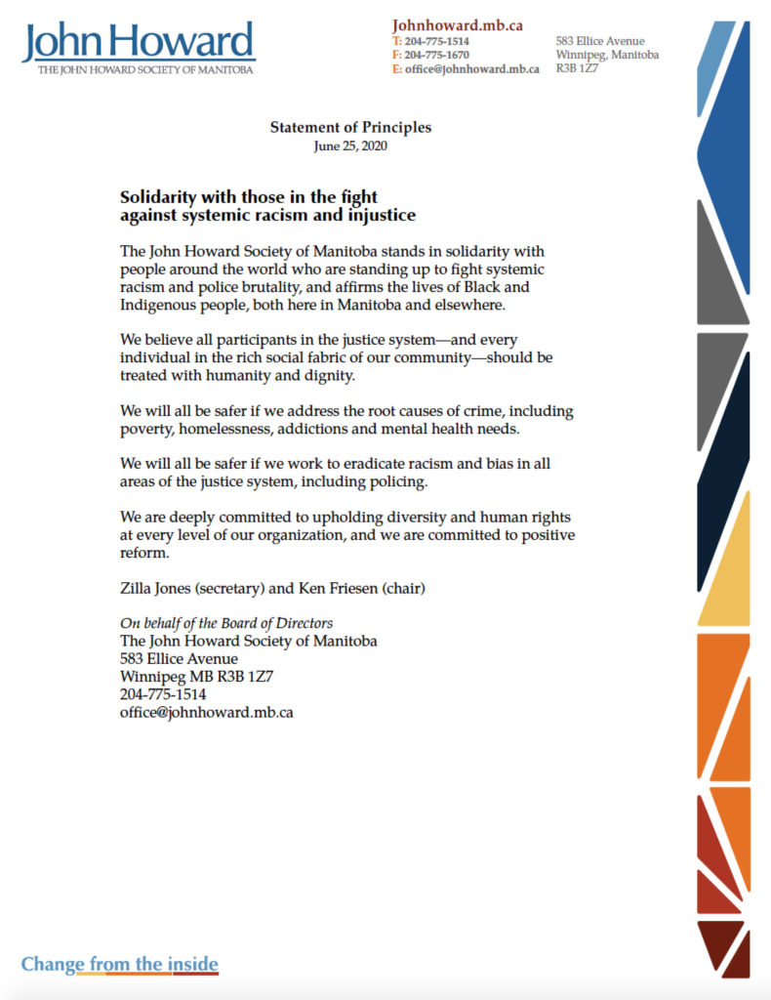 John Howard
THE JOHN HOWARD SOCIETY OF MANITOBA
Johnhoward.mb.ca
T: 204-775-1514
F: 204-775-1670
E: office@johnhoward.mb.ca
583 Ellice Avenue
Winnipeg, Manitoba
R3B 1Z7
Statement of Principles
June 25, 2020
Solidarity with those in the fight
against systemic racism and injustice
The John Howard Society of Manitoba stands in solidarity with
people around the world who are standing up to fight systemic
racism and police brutality, and affirms the lives of Black and
Indigenous people, both here in Manitoba and elsewhere.
We believe all participants in the justice system—and every
individual in the rich social fabric of our community—should be
treated with humanity and dignity.
We will all be safer if we address the root causes of crime, including
poverty, homelessness, addictions and mental health needs.
We will all be safer if we work to eradicate racism and bias in all
areas of the justice system, including policing.
We are deeply committed to upholding diversity and human rights
at every level of our organization, and we are committed to positive
reform.
Zilla Jones (secretary) and Ken Friesen (chair)
On behalf of the Board of Directors
The John Howard Society of Manitoba
583 Ellice Avenue
Winnipeg MB R3B 1Z7
204-775-1514
office@johnhoward.mb.ca
Change from the inside